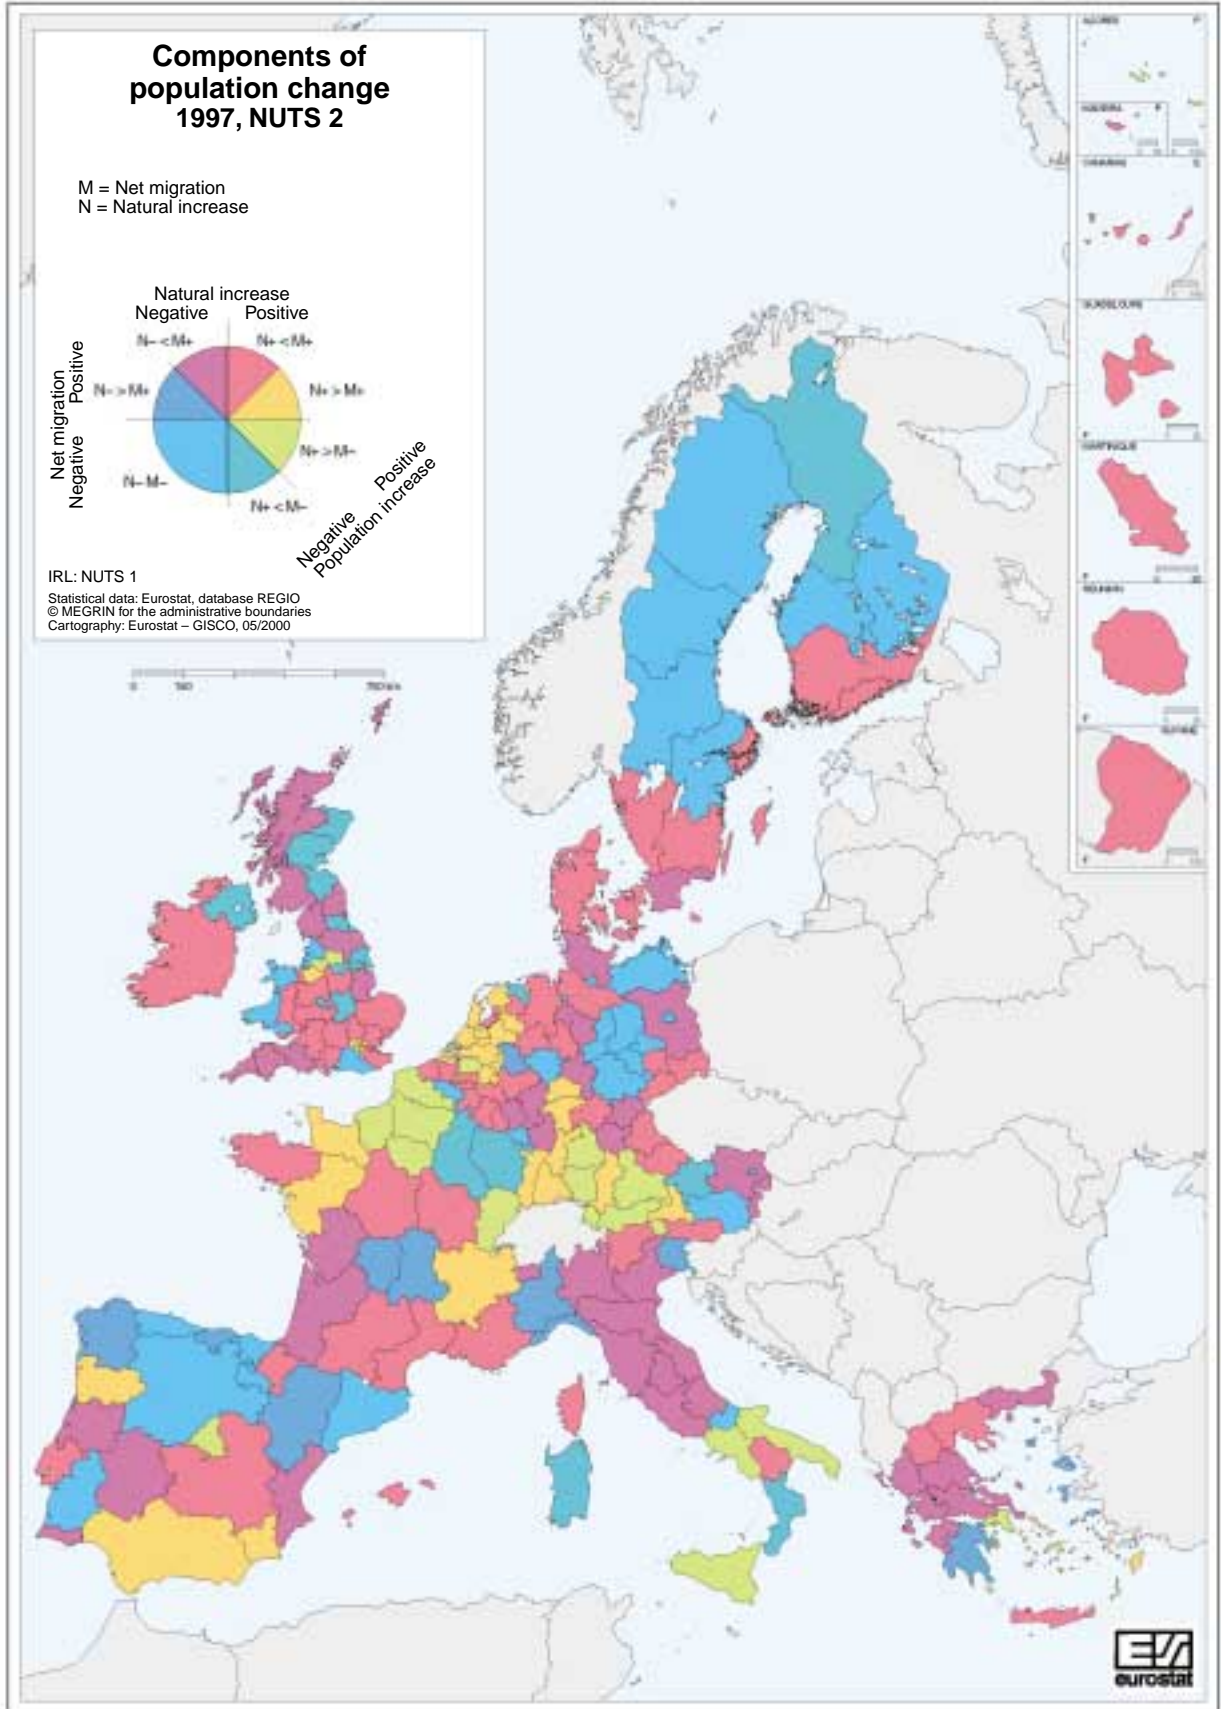 Components of
population change
1997, NUTS 2
M = Net migration
N = Natural increase
Natural increase
Negative Positive
N– < M+ N+ < M+
N– > M+ N+ > M+
N+ > M–
N– M–
N+ < M–
Net migration
Negative Positive
Negative Positive
Population increase
IRL: NUTS 1
Statistical data: Eurostat, database REGIO
© MEGRIN for the administrative boundaries
Cartography: Eurostat – GISCO, 05/2000
0
MARTINIQUE
eurostat